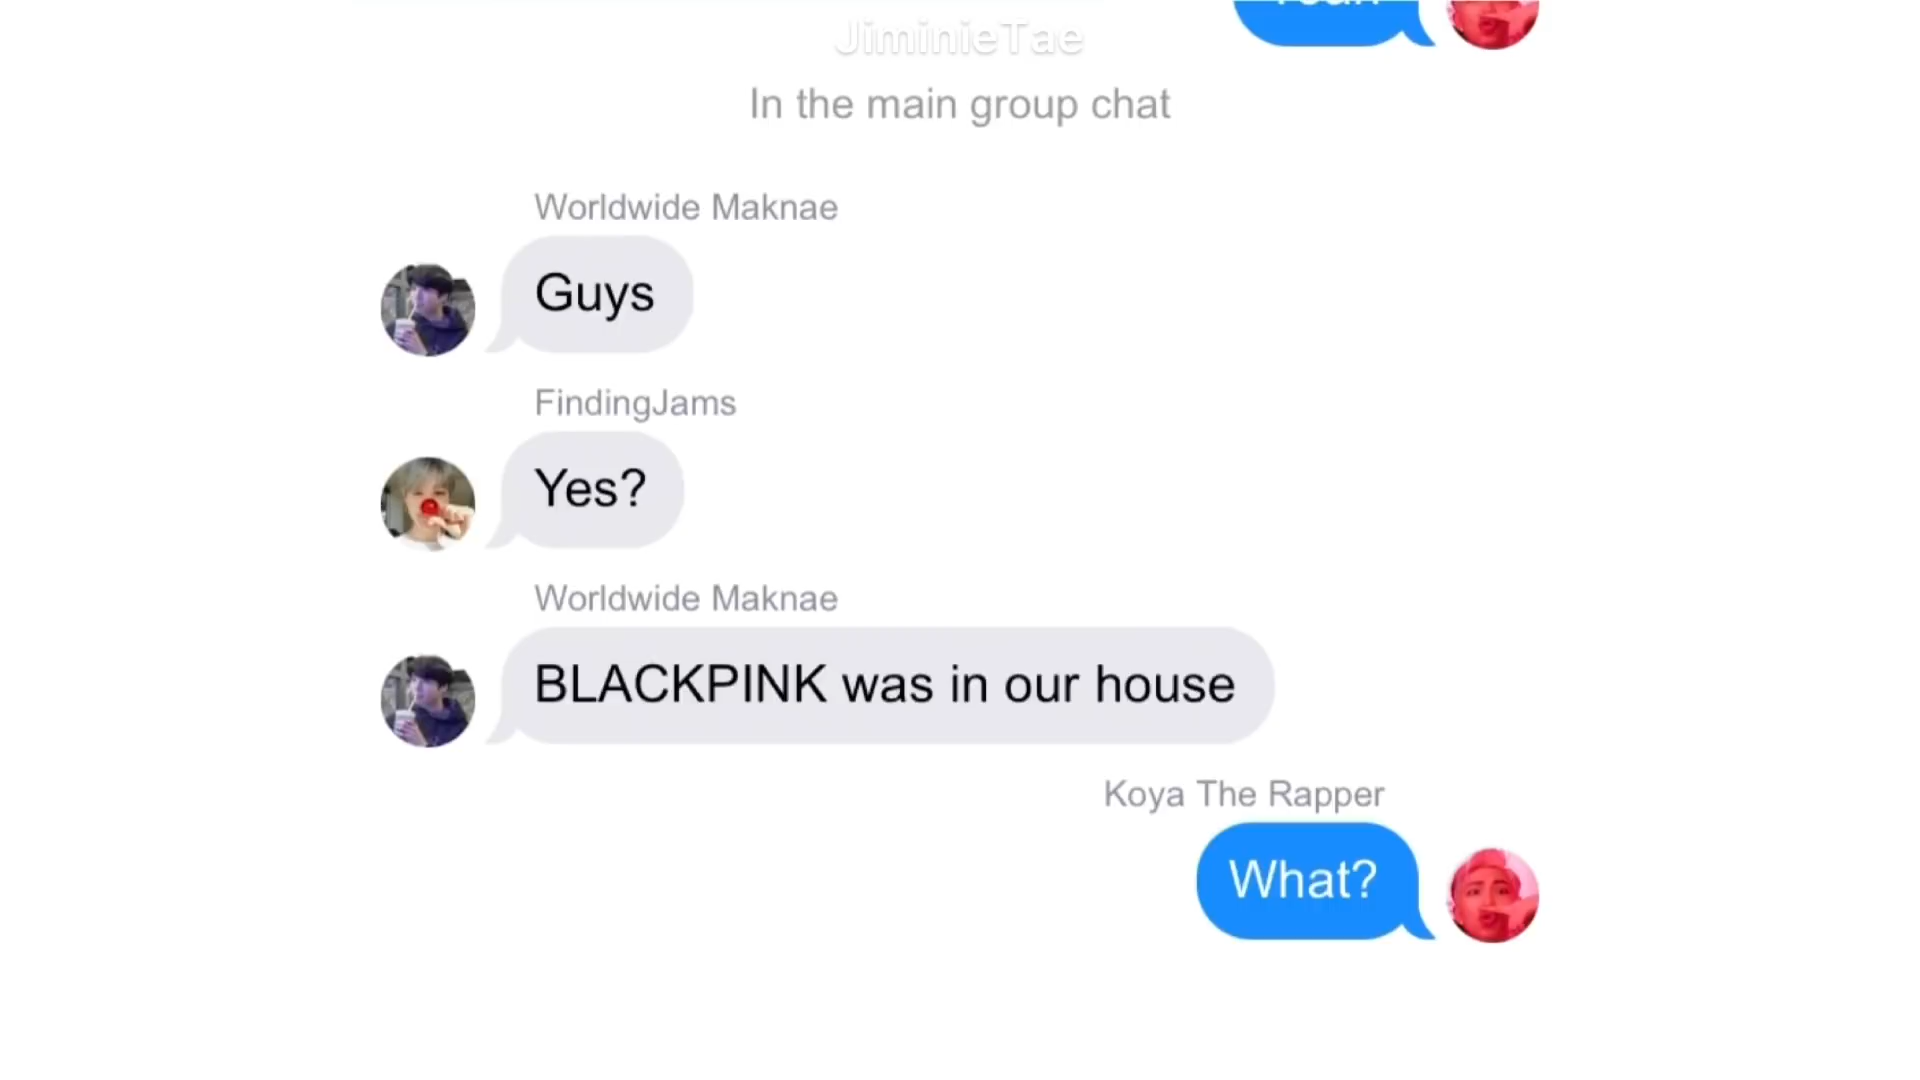 JiminieTae
In the main group chat
Worldwide Maknae
Guys
FindingJams
Yes?
Worldwide Maknae
BLACKPINK was in our house
Koya The Rapper
What?